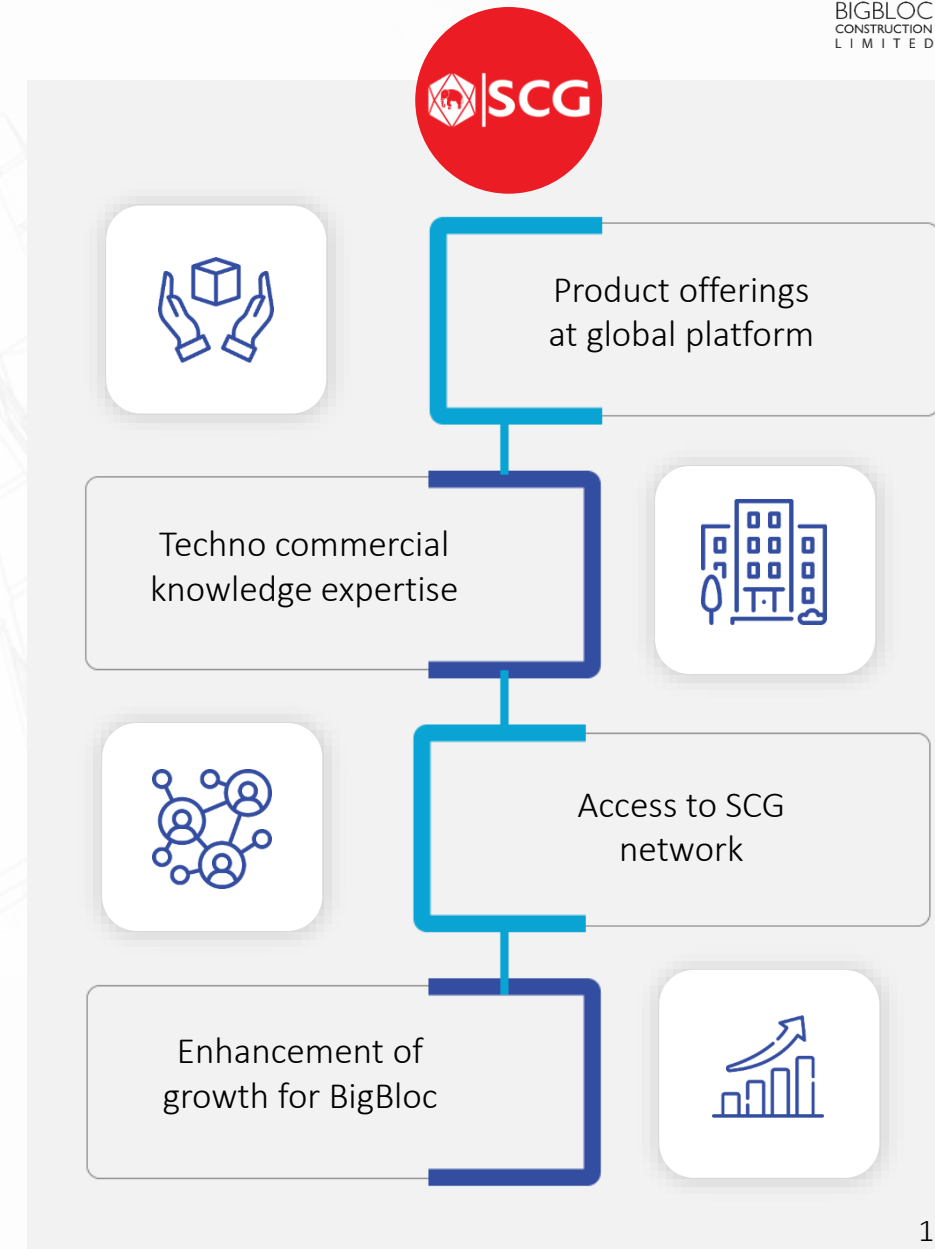 BIGBLOC
CONSTRUCTION
LIMITED
SCG
Product offerings
at global platform
Techno commercial
knowledge expertise
Access to SCG
network
Enhancement of
growth for BigBloc
1